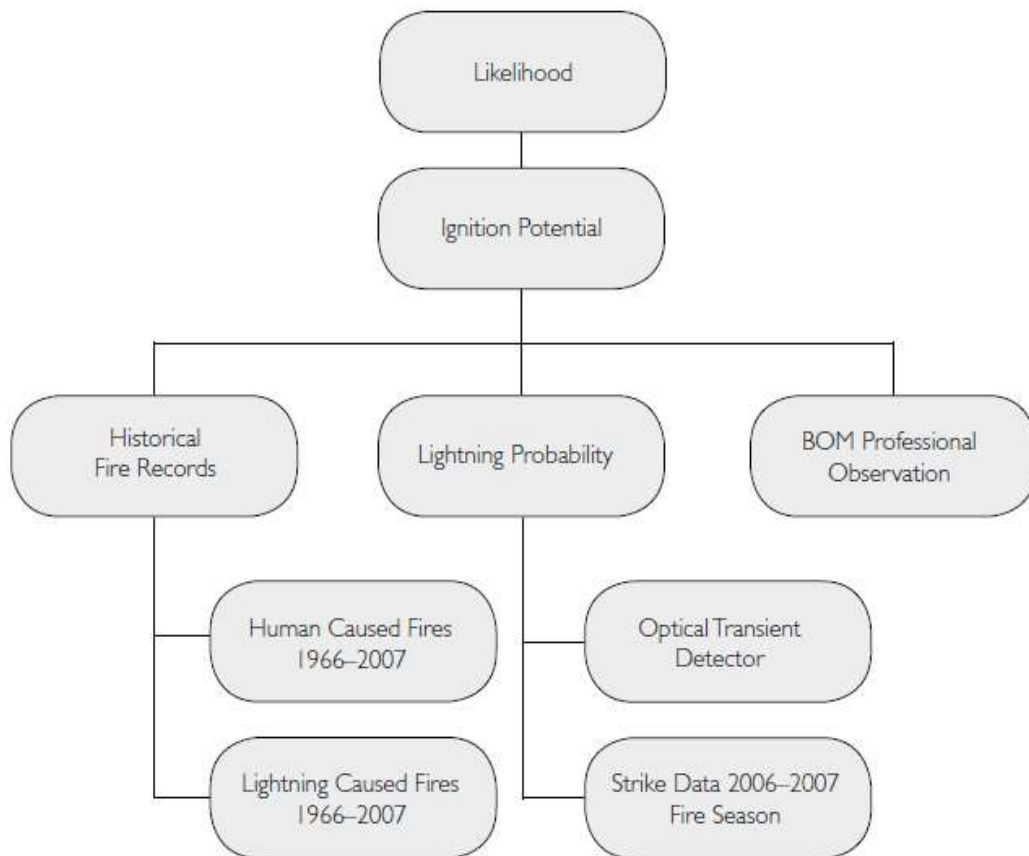 Likelihood
Ignition Potential
Historical
Fire Records
Lightning Probability
BOM Professional
Observation
Human Caused Fires
1966–2007
Optical Transient
Detector
Lightning Caused Fires
1966–2007
Strike Data 2006–2007
Fire Season